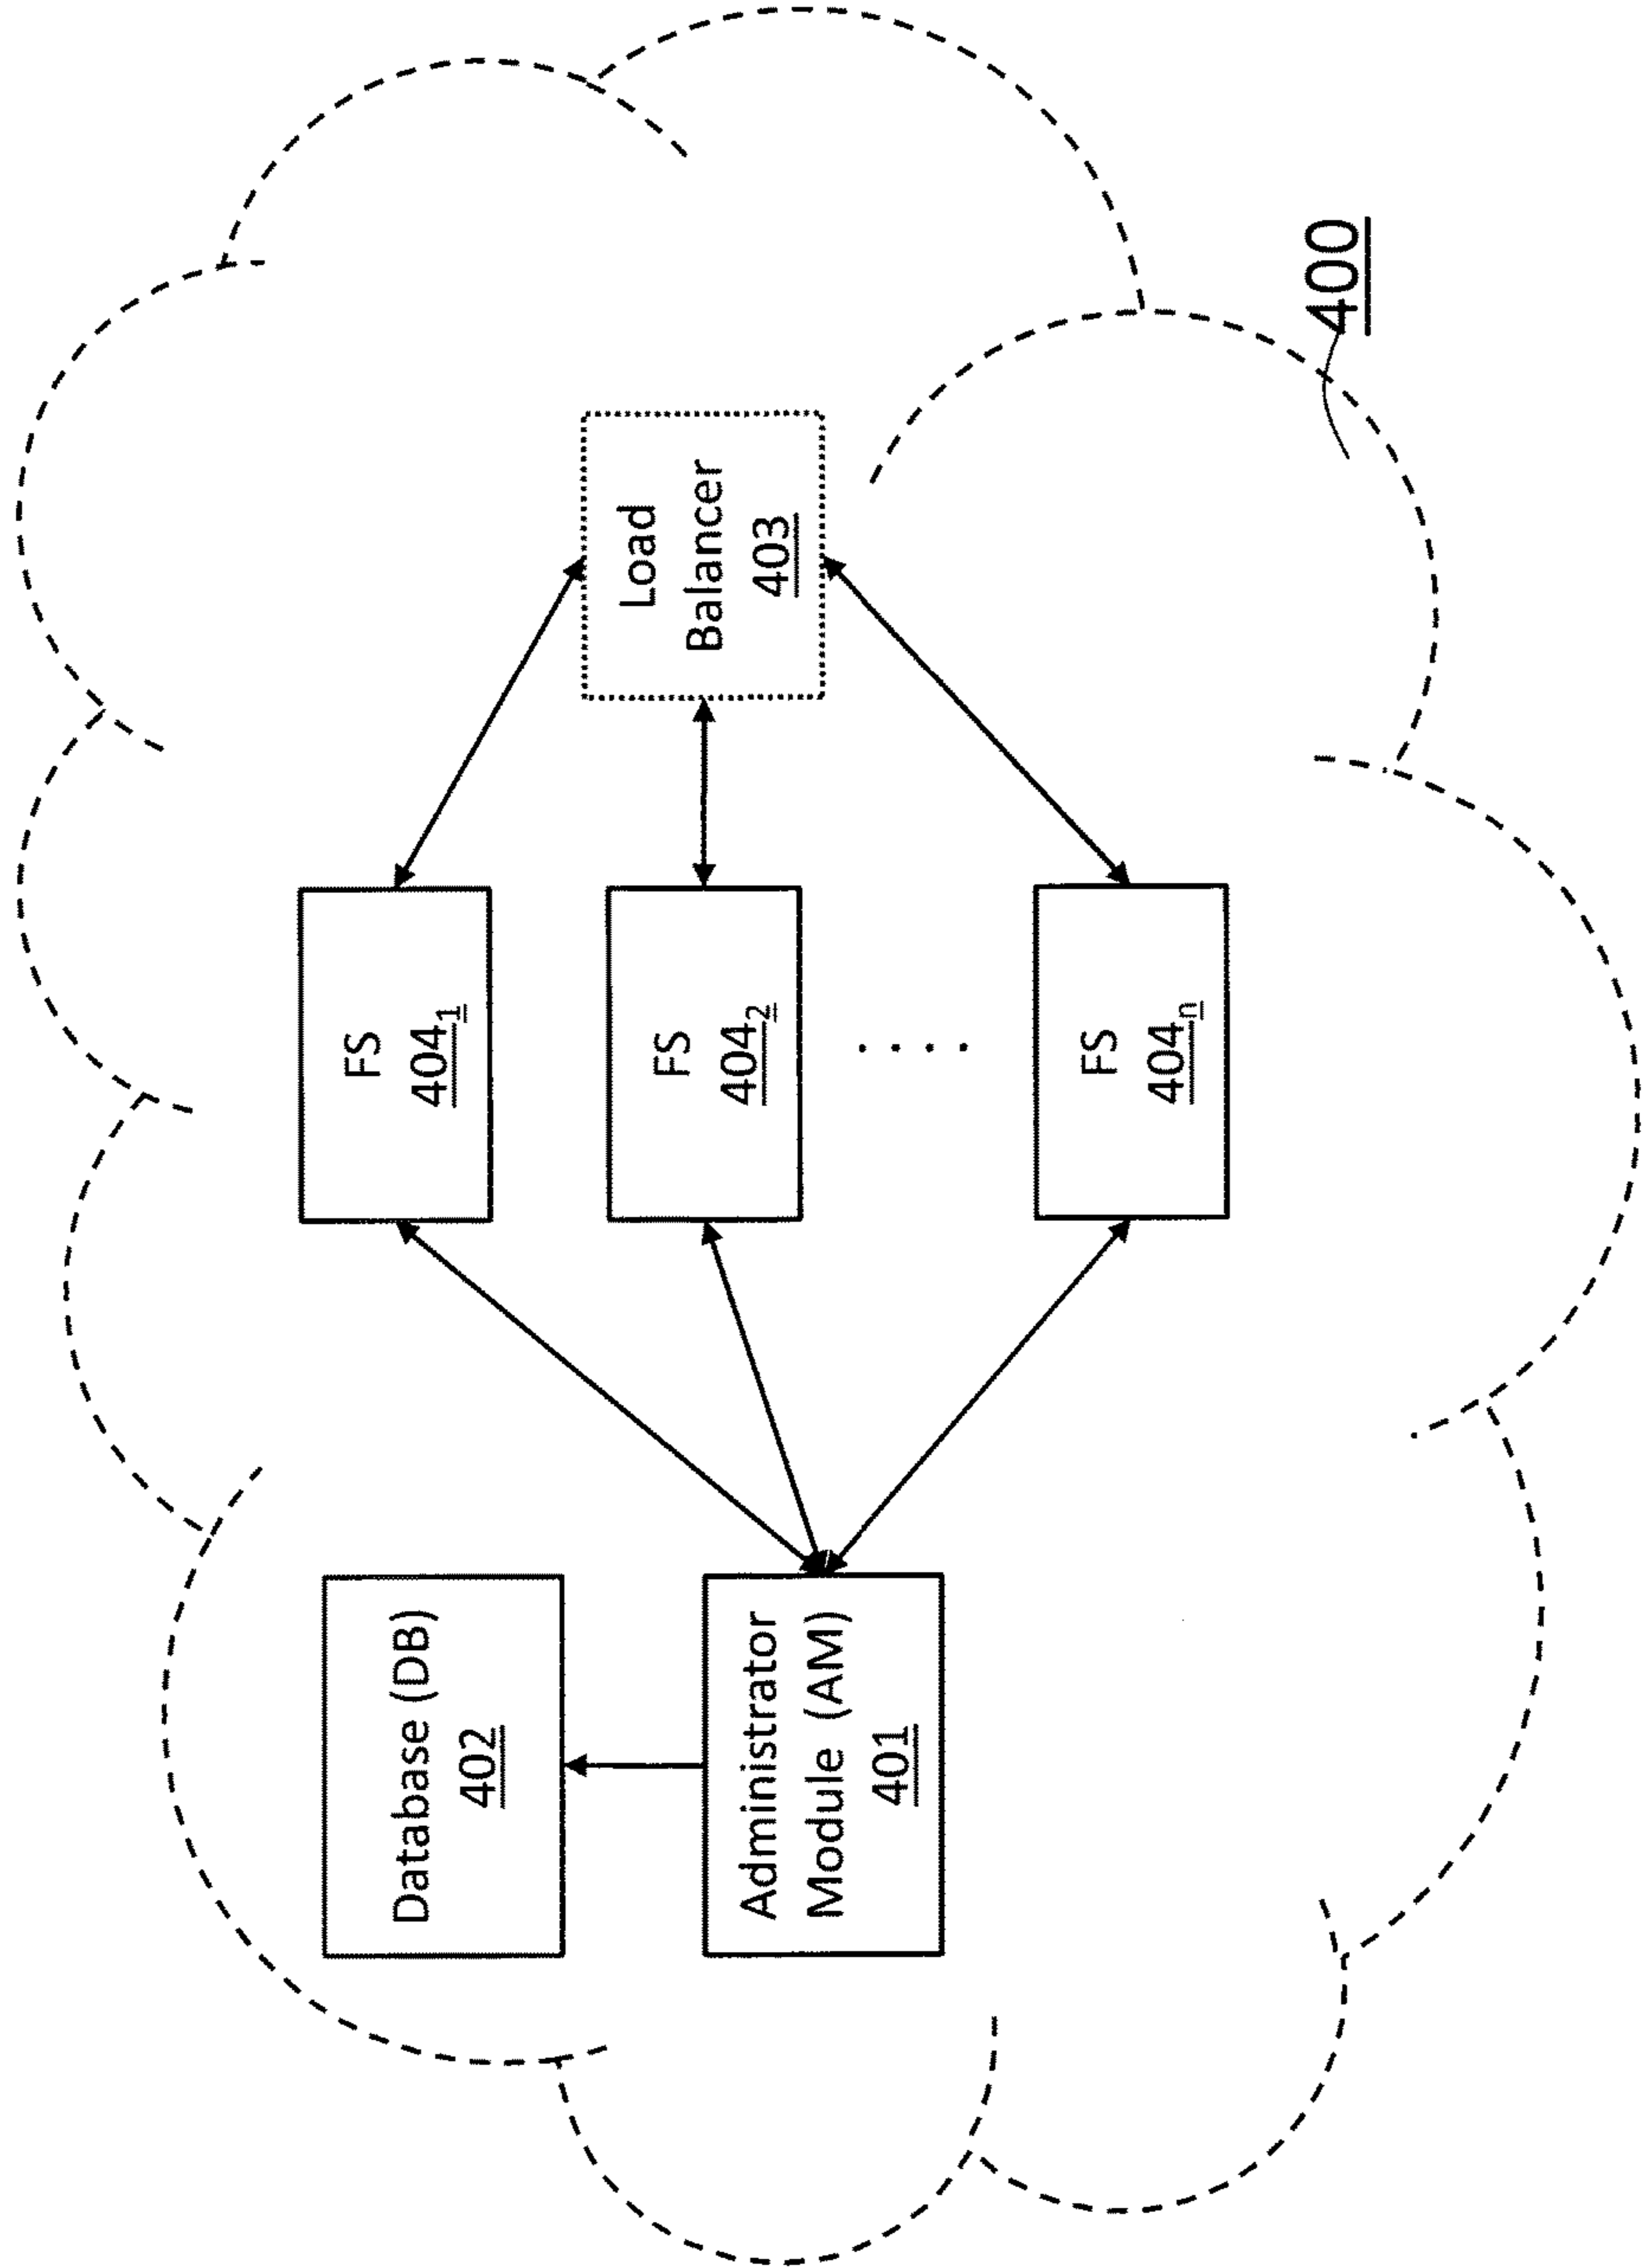 Database (DB)
402
Administrator
Module (AM)
401
FS
404₁
FS
404₂
. . . .
FS
404ₙ
Load
Balancer
403
400